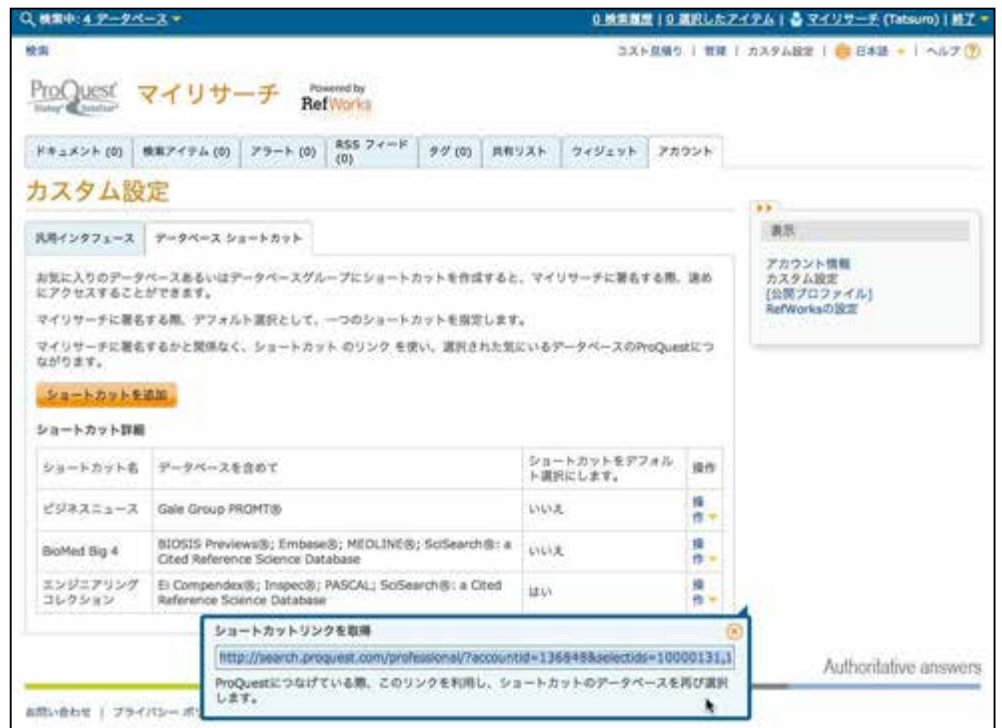 検索中: 4 データベース
0 検索履歴 | 0 選択したアイテム | マイリサーチ (Tatsuro) | 終了
検索
コスト見積り | 管理 | カスタム設定 | 日本語 | ヘルプ ?
ProQuest マイリサーチ Powered by RefWorks
Dialog DataStar
ドキュメント (0) 検索アイテム (0) アラート (0) RSS フィード (0) タグ (0) 共有リスト ウィジェット アカウント
カスタム設定
汎用インタフェース データベース ショートカット
お気に入りのデータベースあるいはデータベースグループにショートカットを作成すると、マイリサーチに署名する際、速めにアクセスすることができます。
マイリサーチに署名する際、デフォルト選択として、一つのショートカットを指定します。
マイリサーチに署名するかと関係なく、ショートカット のリンク を使い、選択された気にいるデータベースのProQuestにつながります。
ショートカットを追加
ショートカット詳細
ショートカット名 データベースを含めて ショートカットをデフォルト選択にします。 操作
ビジネスニュース Gale Group PROMT® いいえ 操作
BioMed Big 4 BIOSIS Previews®; Embase®; MEDLINE®; SciSearch®: a Cited Reference Science Database いいえ 操作
エンジニアリング コレクション Ei Compendex®; Inspec®; PASCAL; SciSearch®: a Cited Reference Science Database はい 操作
表示
アカウント情報
カスタム設定
[公開プロファイル]
RefWorksの設定
ショートカットリンクを取得
http://search.proquest.com/professional/?accountid=136848&selectids=10000131,1
ProQuestにつなげている際、このリンクを利用し、ショートカットのデータベースを再び選択します。
Authoritative answers
お問い合わせ | プライバシー ポリ